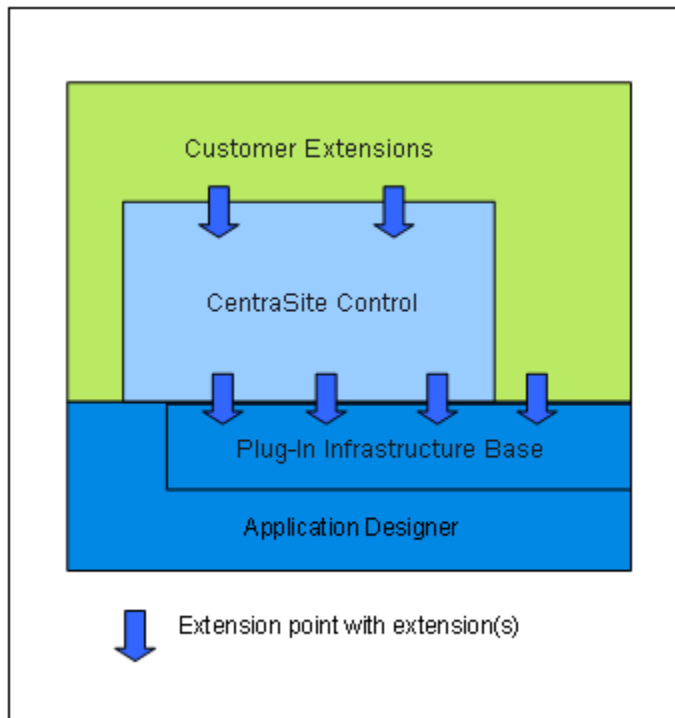 Customer Extensions
CentraSite Control
Plug-In Infrastructure Base
Application Designer
Extension point with extension(s)